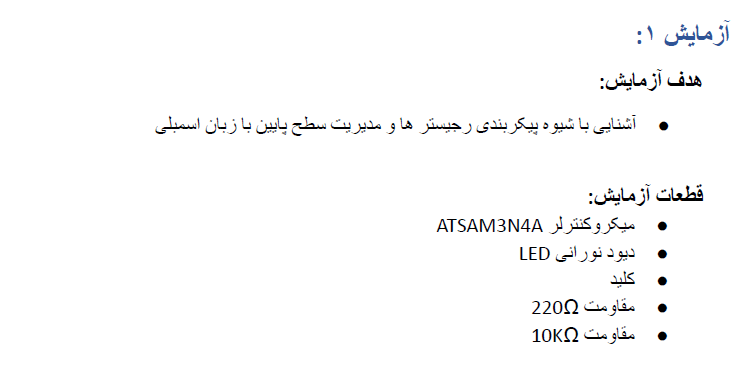 آزمایش ۱:
هدف آزمایش:
● آشنایی با شیوه پیکربندی رجیستر ها و مدیریت سطح پایین با زبان اسمبلی
قطعات آزمایش:
● میکروکنترلر ATSAM3N4A
● دیود نورانی LED
● کلید
● مقاومت 220Ω
● مقاومت 10KΩ